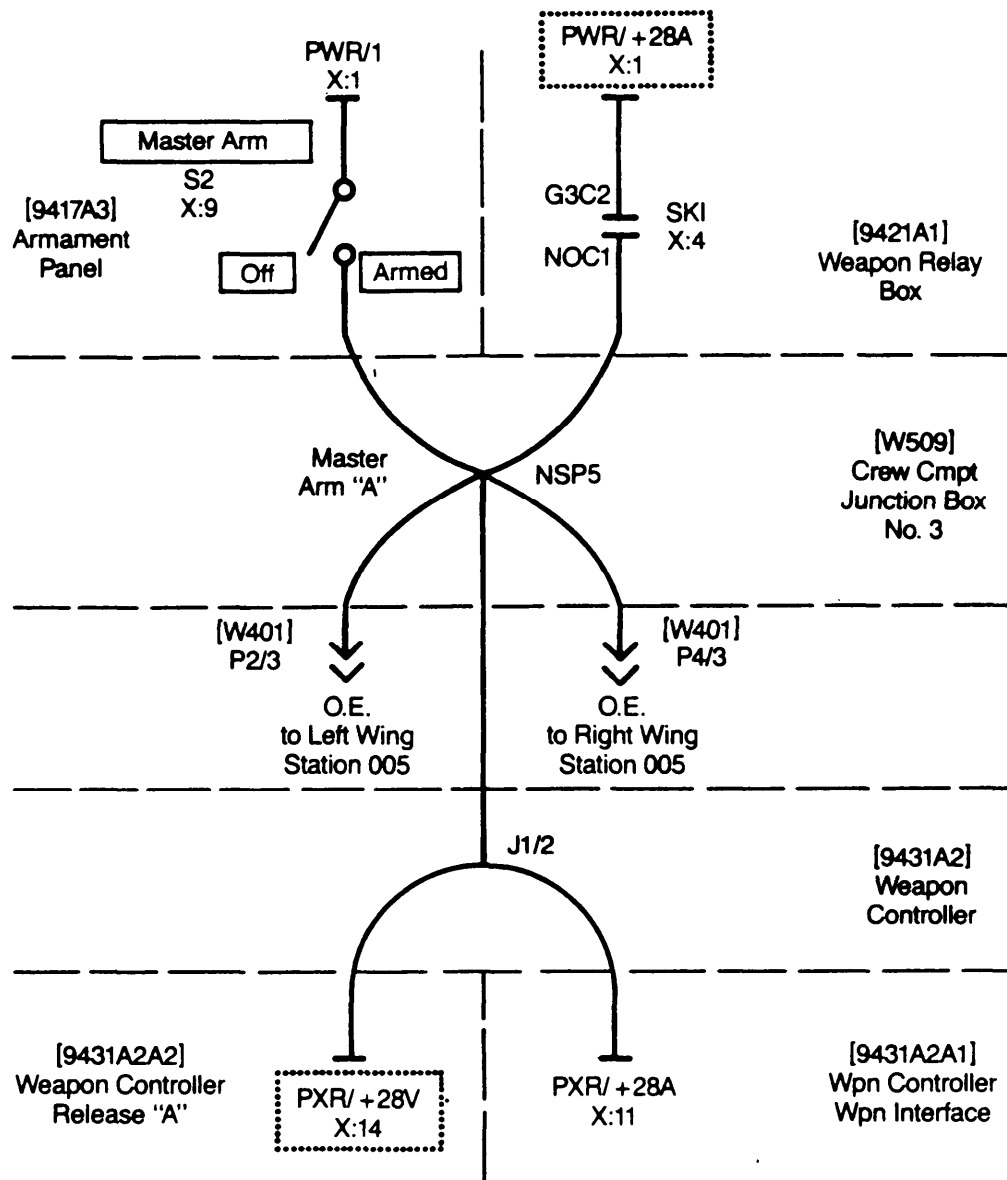 PWR/1
X:1
PWR/ +28A
X:1
Master Arm
S2
X:9
[9417A3]
Armament
Panel
Off
Armed
G3C2
NOC1
SKI
X:4
[9421A1]
Weapon Relay
Box
Master
Arm "A"
NSP5
[W509]
Crew Cmpt
Junction Box
No. 3
[W401]
P2/3
O.E.
to Left Wing
Station 005
[W401]
P4/3
O.E.
to Right Wing
Station 005
J1/2
[9431A2]
Weapon
Controller
[9431A2A2]
Weapon Controller
Release "A"
PXR/ +28V
X:14
PXR/ +28A
X:11
[9431A2A1]
Wpn Controller
Wpn Interface